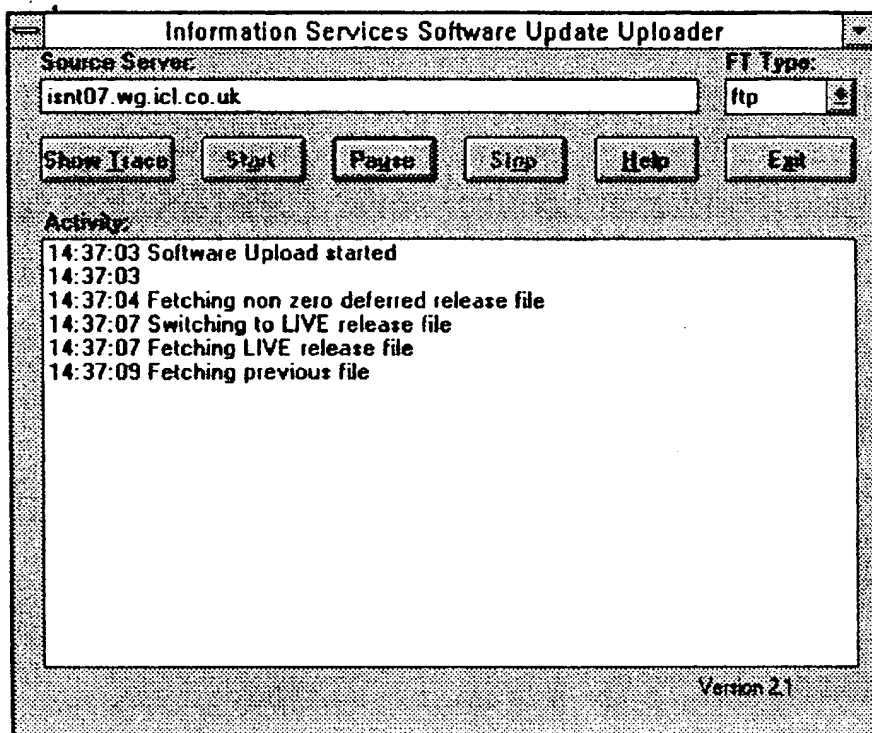 Information Services Software Update Uploader
Source Server:
FT Type:
isnt07.wg.icl.co.uk
ftp
Show Trace Start Pause Stop Help Exit
Activity:
14:37:03 Software Upload started
14:37:03
14:37:04 Fetching non zero deferred release file
14:37:07 Switching to LIVE release file
14:37:07 Fetching LIVE release file
14:37:09 Fetching previous file
Version 2.1